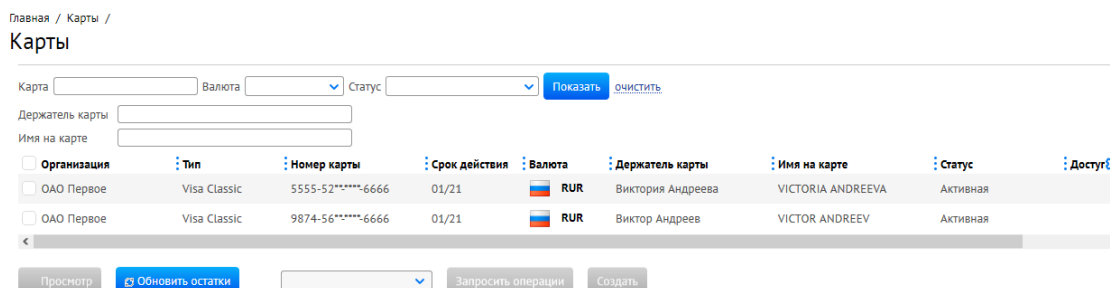 Главная / Карты /
Карты
Карта Валюта Статус Показать очистить
Держатель карты
Имя на карте
Организация Тип Номер карты Срок действия Валюта Держатель карты Имя на карте Статус
ОАО Первое Visa Classic 5555-52**-****-6666 01/21 RUR Виктория Андреева VICTORIA ANDREEVA Активная
ОАО Первое Visa Classic 9874-56**-****-6666 01/21 RUR Виктор Андреев VICTOR ANDREEV Активная
Просмотр Обновить остатки Запросить операции Создать